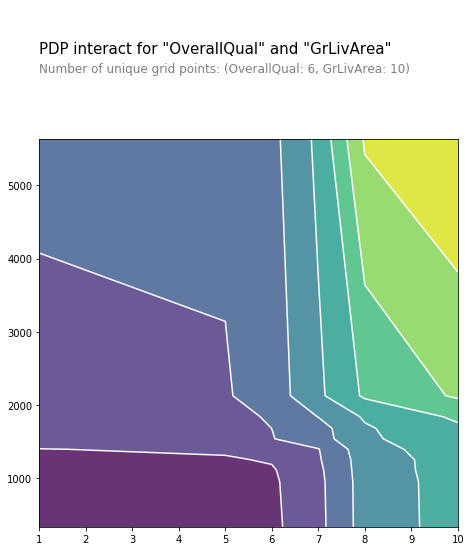 PDP interact for "OverallQual" and "GrLivArea"
Number of unique grid points: (OverallQual: 6, GrLivArea: 10)
5000
4000
3000
2000
1000
1 2 3 4 5 6 7 8 9 10